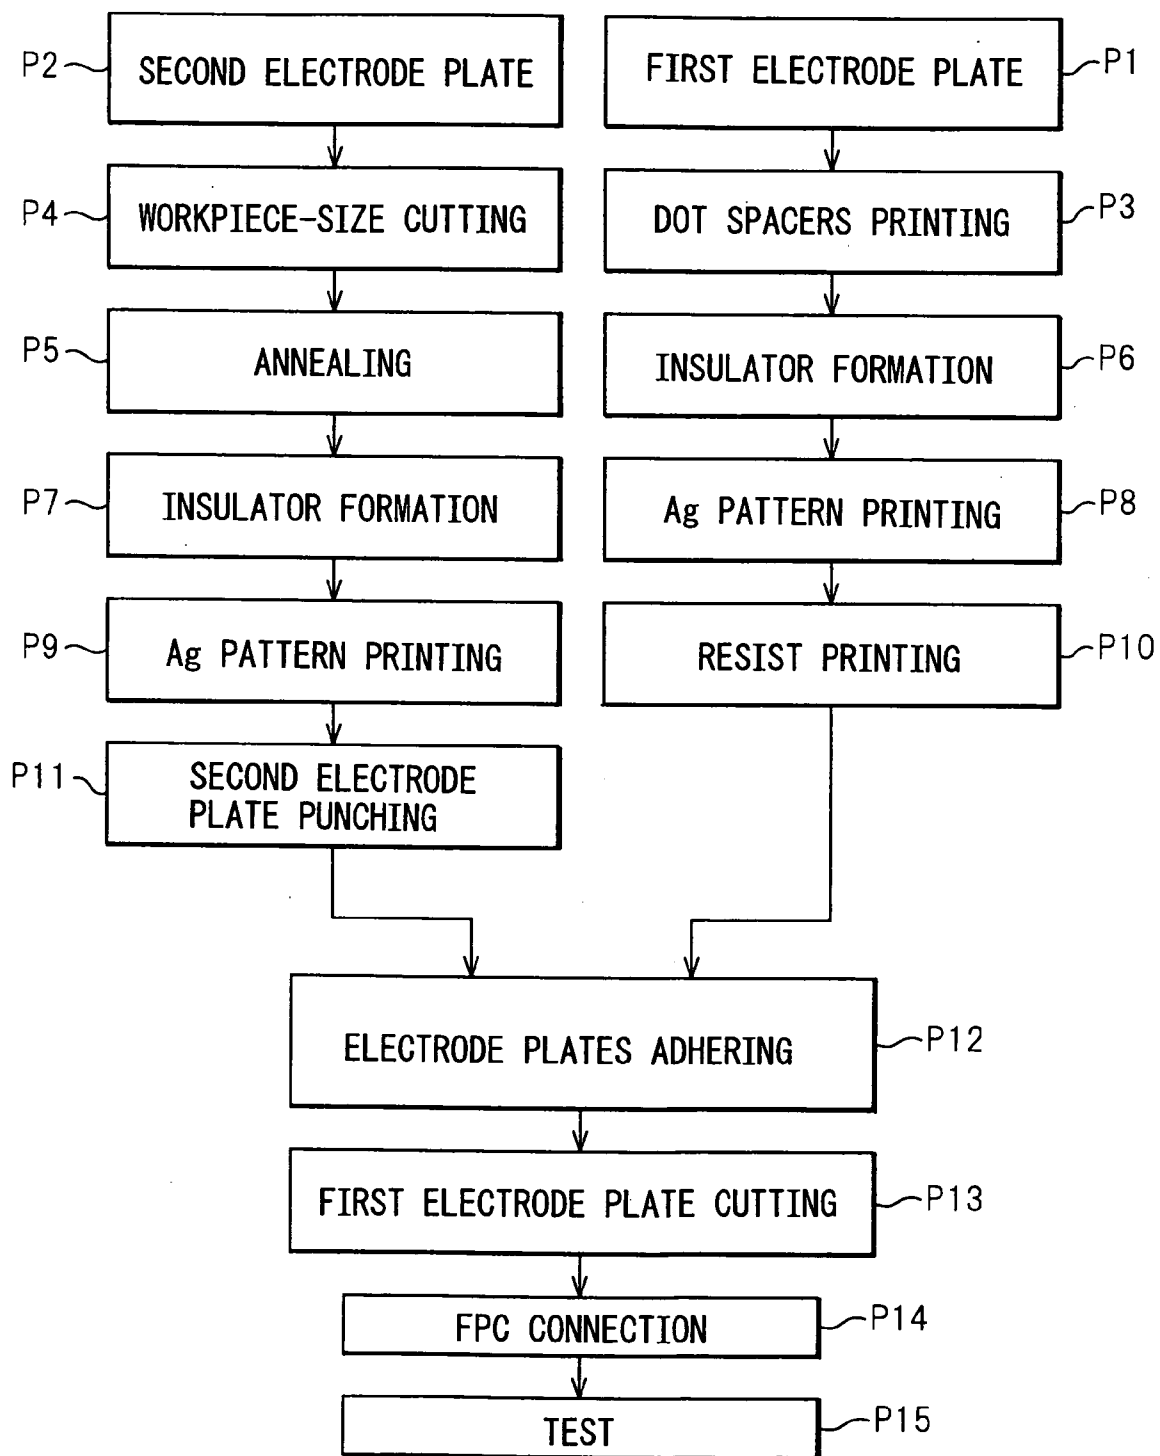 P2
SECOND ELECTRODE PLATE
FIRST ELECTRODE PLATE
P1
P4
WORKPIECE-SIZE CUTTING
DOT SPACERS PRINTING
P3
P5
ANNEALING
INSULATOR FORMATION
P6
P7
INSULATOR FORMATION
Ag PATTERN PRINTING
P8
P9
Ag PATTERN PRINTING
RESIST PRINTING
P10
P11
SECOND ELECTRODE
PLATE PUNCHING
ELECTRODE PLATES ADHERING
P12
FIRST ELECTRODE PLATE CUTTING
P13
FPC CONNECTION
P14
TEST
P15